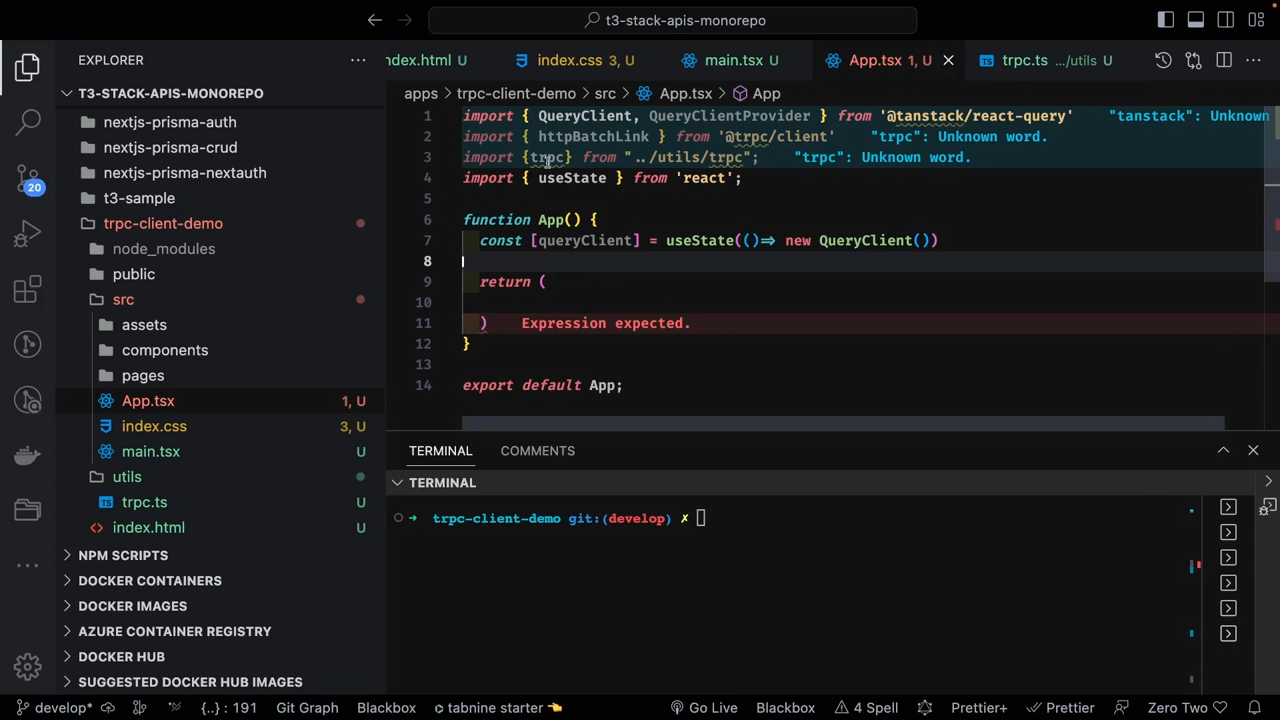 t3-stack-apis-monorepo
EXPLORER
T3-STACK-APIS-MONOREPO
nextjs-prisma-auth
nextjs-prisma-crud
nextjs-prisma-nextauth
t3-sample
trpc-client-demo
node_modules
public
src
assets
components
pages
App.tsx 1, U
index.css 3, U
main.tsx U
utils
trpc.ts U
index.html U
NPM SCRIPTS
DOCKER CONTAINERS
DOCKER IMAGES
AZURE CONTAINER REGISTRY
DOCKER HUB
SUGGESTED DOCKER HUB IMAGES
20
ndex.html U
index.css 3, U
main.tsx U
App.tsx 1, U
trpc.ts .../utils U
apps > trpc-client-demo > src > App.tsx > App
1 import { QueryClient, QueryClientProvider } from '@tanstack/react-query' "tanstack": Unknown
2 import { httpBatchLink } from '@trpc/client' "trpc": Unknown word.
3 import {trpc} from "../utils/trpc"; "trpc": Unknown word.
4 import { useState } from 'react';
5
6 function App() {
7 const [queryClient] = useState(()=> new QueryClient())
8
9 return (
10
11 ) Expression expected.
12 }
13
14 export default App;
TERMINAL COMMENTS
TERMINAL
trpc-client-demo git:(develop) ✗
develop* {..} : 191 Git Graph Blackbox tabnine starter 👈 Go Live Blackbox 4 Spell Prettier+ ✓ Prettier Zero Two